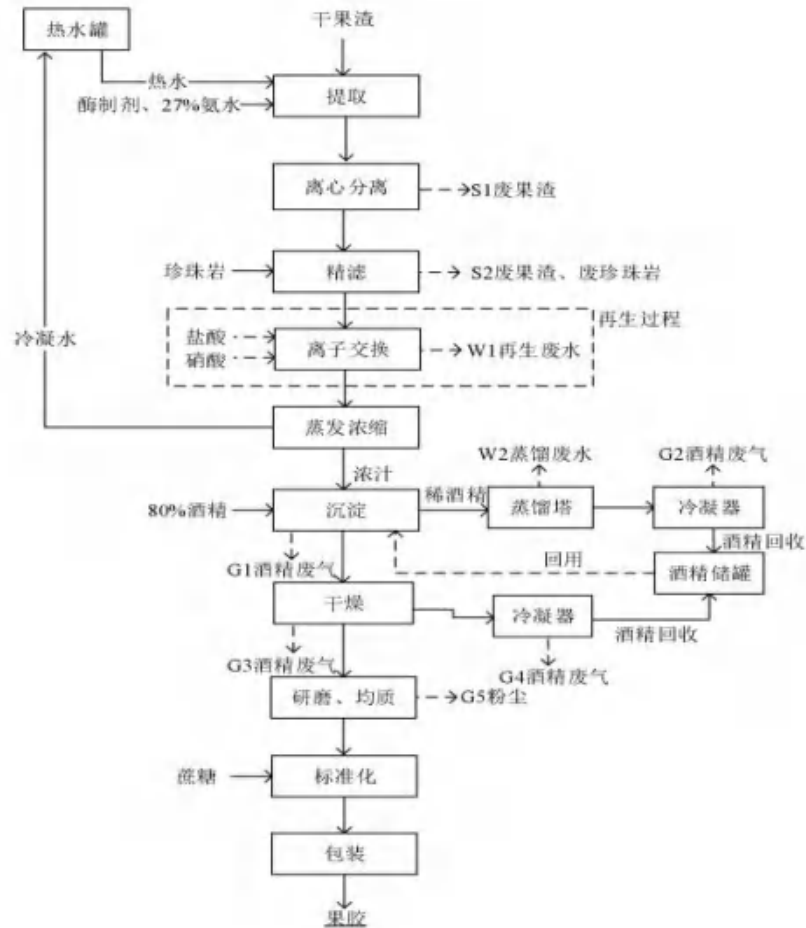 热水罐
干果渣
热水
酶制剂、27%氨水
提取
离心分离
S1废果渣
珍珠岩
精滤
S2废果渣、废珍珠岩
再生过程
盐酸
硝酸
离子交换
W1再生废水
冷凝水
蒸发浓缩
浓汁
W2蒸馏废水
G2酒精废气
80%酒精
沉淀
稀酒精
蒸馏塔
冷凝器
G1酒精废气
回用
酒精回收
酒精储罐
干燥
冷凝器
酒精回收
G3酒精废气
G4酒精废气
研磨、均质
G5粉尘
蔗糖
标准化
包装
果胶